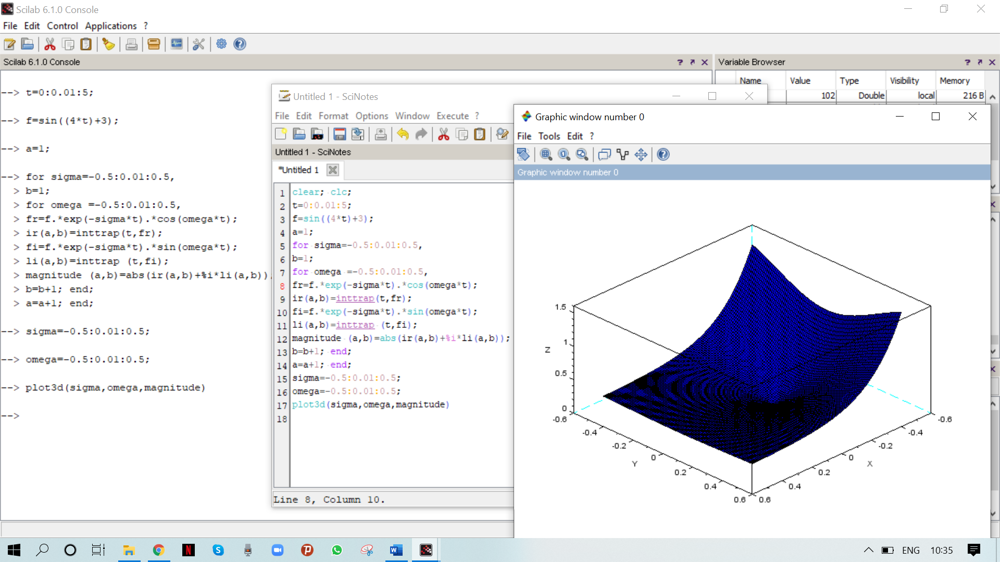 Scilab 6.1.0 Console
File Edit Control Applications ?
Scilab 6.1.0 Console
--> t=0:0.01:5;
--> f=sin((4*t)+3);
--> a=1;
--> for sigma=-0.5:0.01:0.5,
> b=1;
> for omega =-0.5:0.01:0.5,
> fr=f.*exp(-sigma*t).*cos(omega*t);
> ir(a,b)=inttrap(t,fr);
> fi=f.*exp(-sigma*t).*sin(omega*t);
> li(a,b)=inttrap (t,fi);
> magnitude (a,b)=abs(ir(a,b)+%i*li(a,b));
> b=b+1; end;
> a=a+1; end;
--> sigma=-0.5:0.01:0.5;
--> omega=-0.5:0.01:0.5;
--> plot3d(sigma,omega,magnitude)
-->
Variable Browser
Name Value Type Visibility Memory
102 Double local 216 B
Untitled 1 - SciNotes
File Edit Format Options Window Execute ?
Untitled 1 - SciNotes
*Untitled 1
1 clear; clc;
2 t=0:0.01:5;
3 f=sin((4*t)+3);
4 a=1;
5 for sigma=-0.5:0.01:0.5,
6 b=1;
7 for omega =-0.5:0.01:0.5,
8 fr=f.*exp(-sigma*t).*cos(omega*t);
9 ir(a,b)=inttrap(t,fr);
10 fi=f.*exp(-sigma*t).*sin(omega*t);
11 li(a,b)=inttrap (t,fi);
12 magnitude (a,b)=abs(ir(a,b)+%i*li(a,b));
13 b=b+1; end;
14 a=a+1; end;
15 sigma=-0.5:0.01:0.5;
16 omega=-0.5:0.01:0.5;
17 plot3d(sigma,omega,magnitude)
18
Line 8, Column 10.
Graphic window number 0
File Tools Edit ?
Graphic window number 0
1.5
1
Z
0.5
0
-0.6
-0.4
-0.2
Y
0
0.2
0.4
0.6
0.6
0.4
0.2
0
X
-0.2
-0.4
-0.6
ENG 10:35